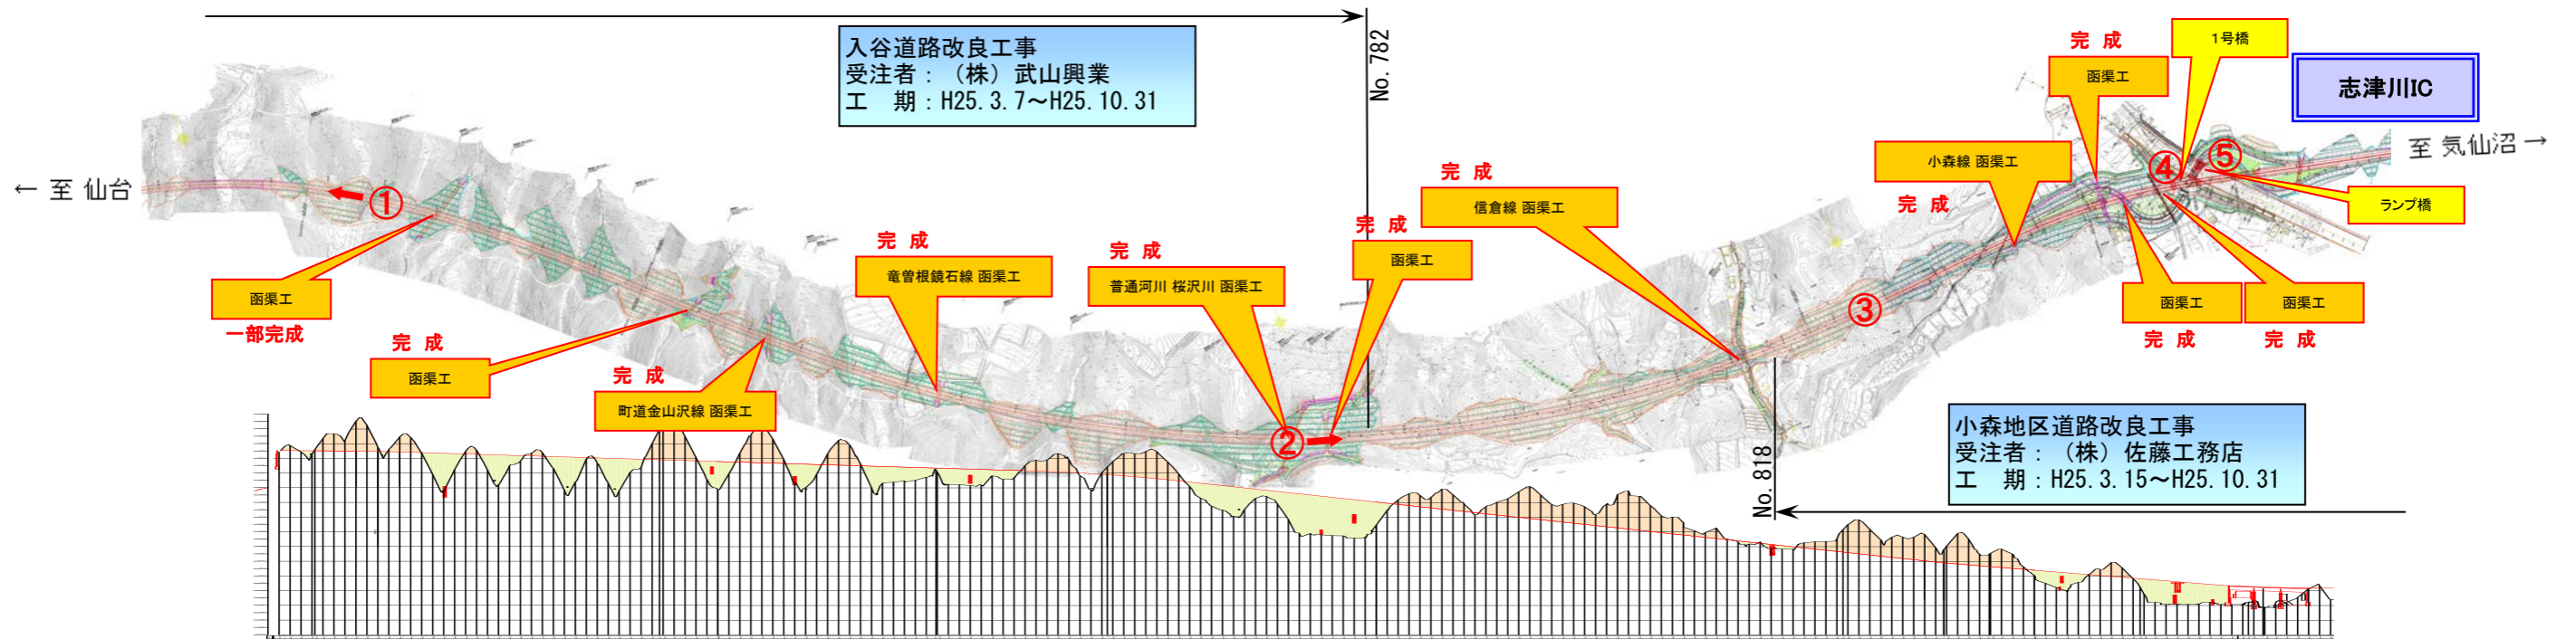 入谷道路改良工事
受注者：（株）武山興業
工 期：H25.3.7～H25.10.31
No.782
完 成
函渠工
1号橋
志津川IC
至 気仙沼 →
← 至 仙台
①
函渠工
一部完成
完 成
函渠工
完 成
町道金山沢線 函渠工
完 成
竜曽根鏡石線 函渠工
完 成
普通河川 桜沢川 函渠工
②
完 成
函渠工
完 成
信倉線 函渠工
③
小森線 函渠工
完 成
④
⑤
ランプ橋
函渠工
完 成
函渠工
完 成
No.818
小森地区道路改良工事
受注者：（株）佐藤工務店
工 期：H25.3.15～H25.10.31